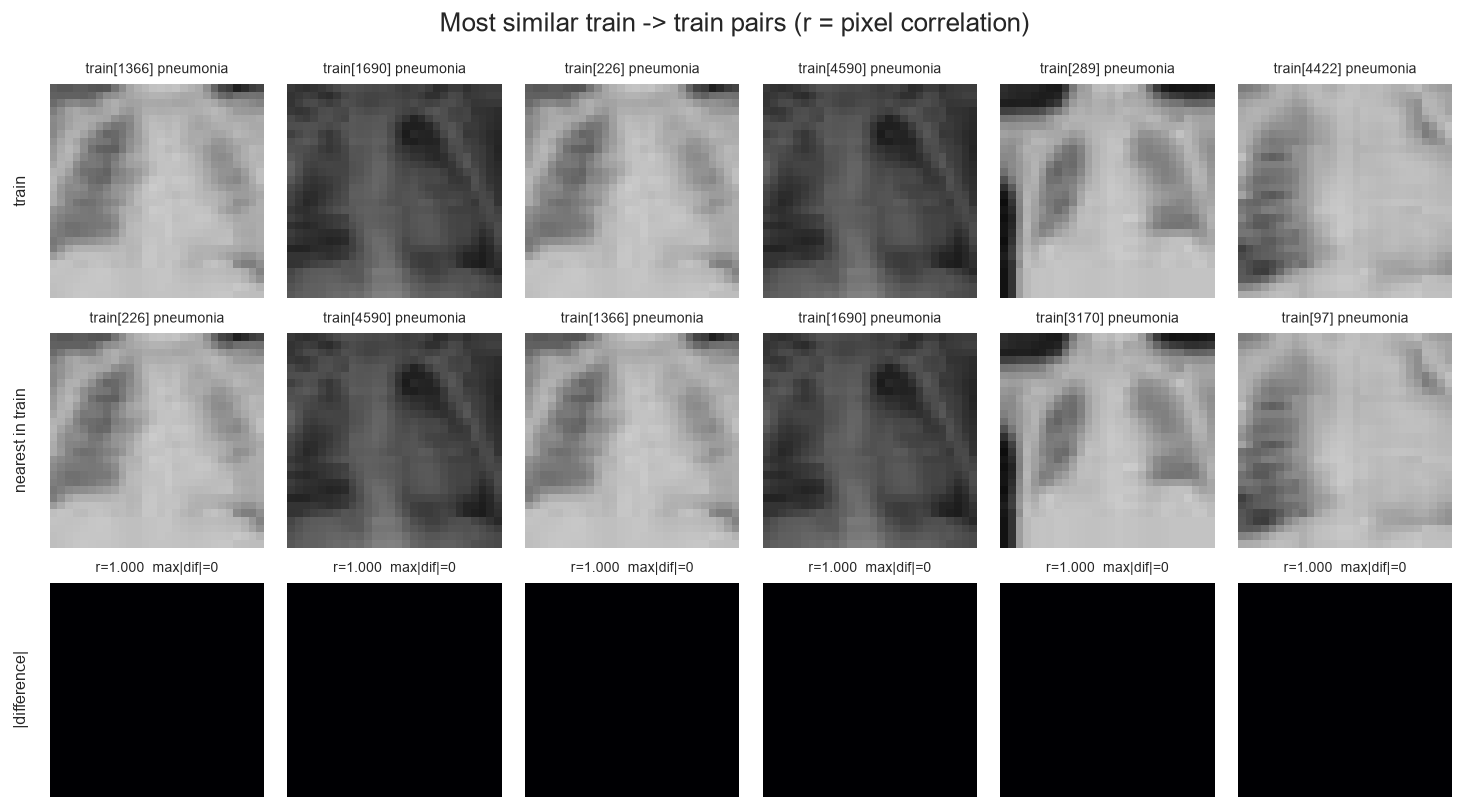 Most similar train -> train pairs (r = pixel correlation)
train[1366] pneumonia
train[1690] pneumonia
train[226] pneumonia
train[4590] pneumonia
train[289] pneumonia
train[4422] pneumonia
train
train[226] pneumonia
train[4590] pneumonia
train[1366] pneumonia
train[1690] pneumonia
train[3170] pneumonia
train[97] pneumonia
nearest in train
r=1.000 max|dif|=0
r=1.000 max|dif|=0
r=1.000 max|dif|=0
r=1.000 max|dif|=0
r=1.000 max|dif|=0
r=1.000 max|dif|=0
|difference|